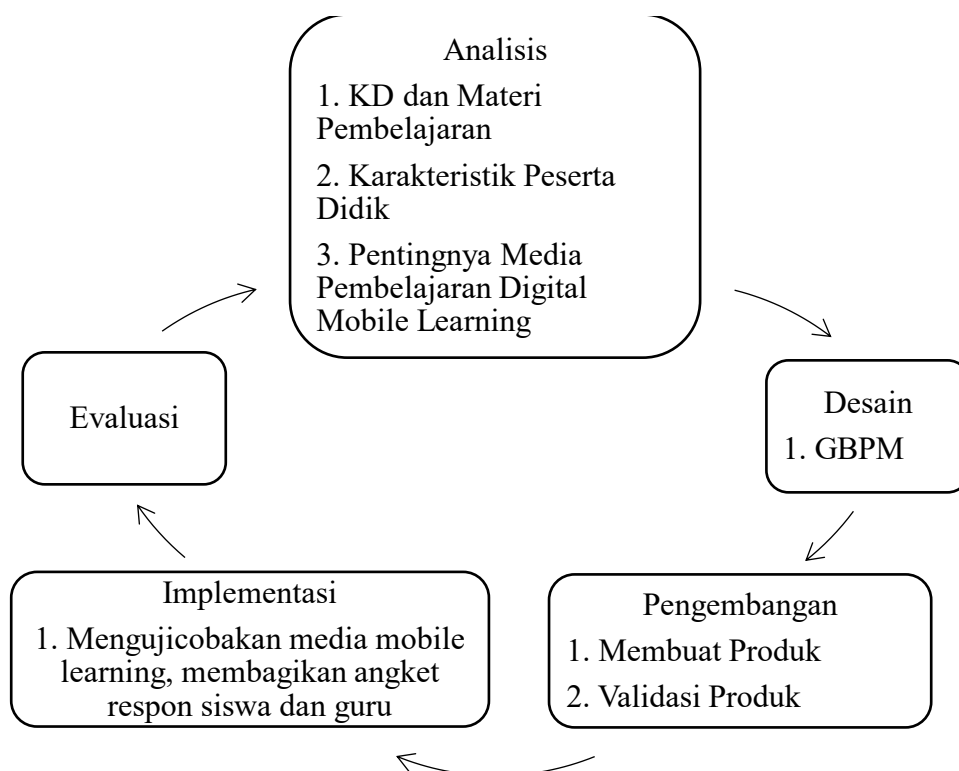 Analisis
1. KD dan Materi
Pembelajaran
2. Karakteristik Peserta
Didik
3. Pentingnya Media
Pembelajaran Digital
Mobile Learning
Desain
1. GBPM
Pengembangan
1. Membuat Produk
2. Validasi Produk
Implementasi
1. Mengujicobakan media mobile
learning, membagikan angket
respon siswa dan guru
Evaluasi